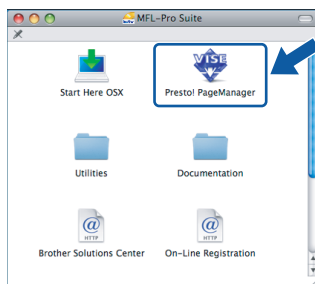 MFL-Pro Suite
VISE
Start Here OSX
Presto! PageManager
Utilities
Documentation
@
HTTP
@
HTTP
Brother Solutions Center
On-Line Registration